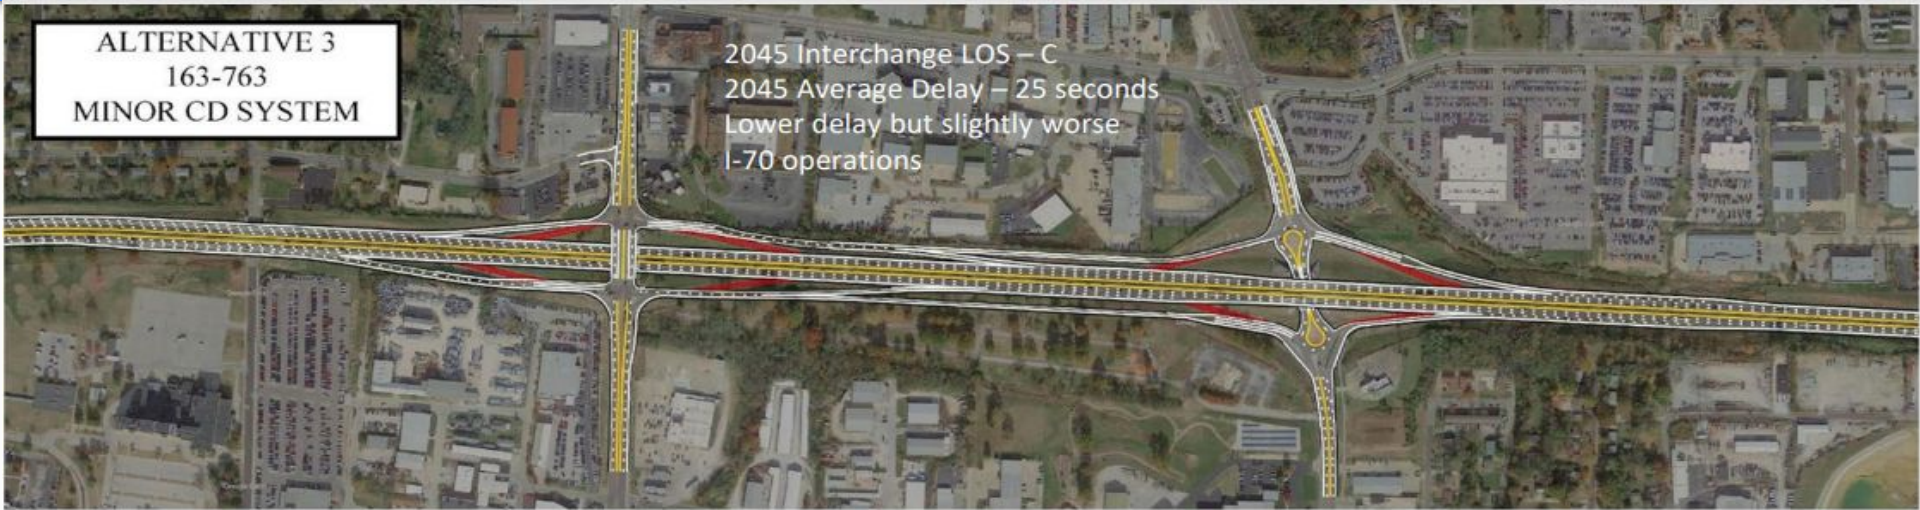 ALTERNATIVE 3
163-763
MINOR CD SYSTEM
2045 Interchange LOS – C
2045 Average Delay – 25 seconds
Lower delay but slightly worse
I-70 operations